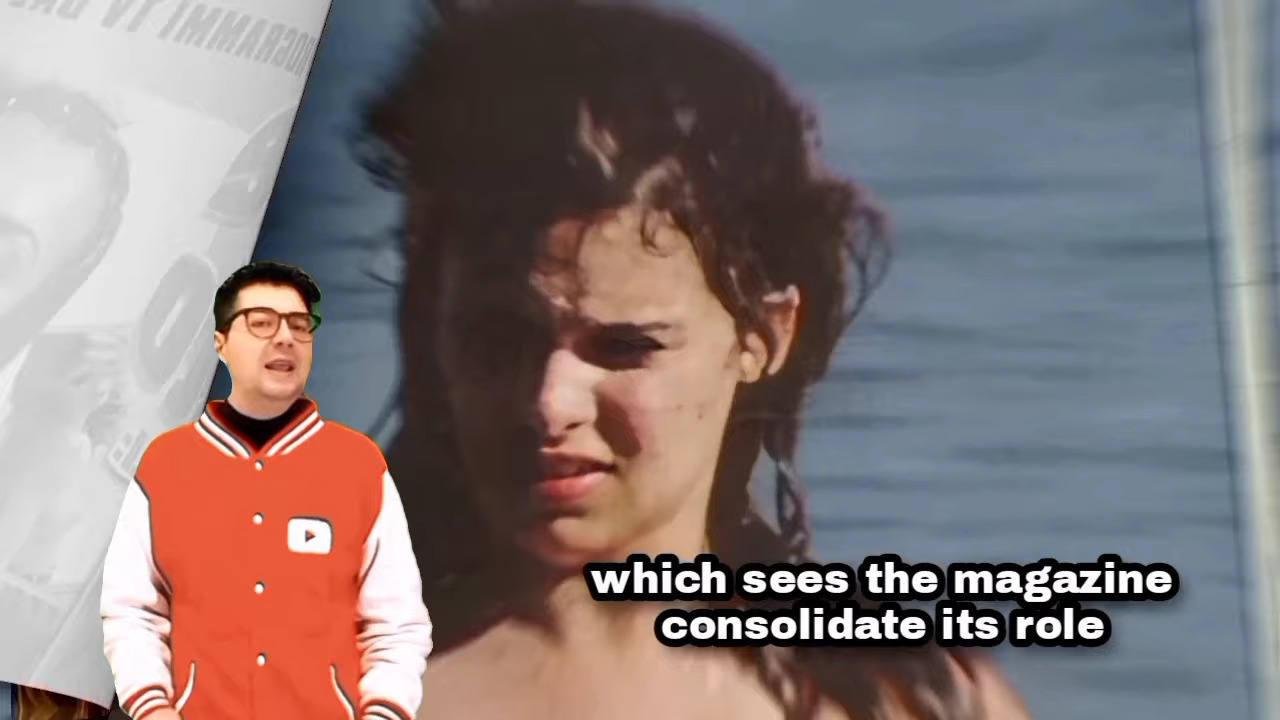 which sees the magazine
consolidate its role